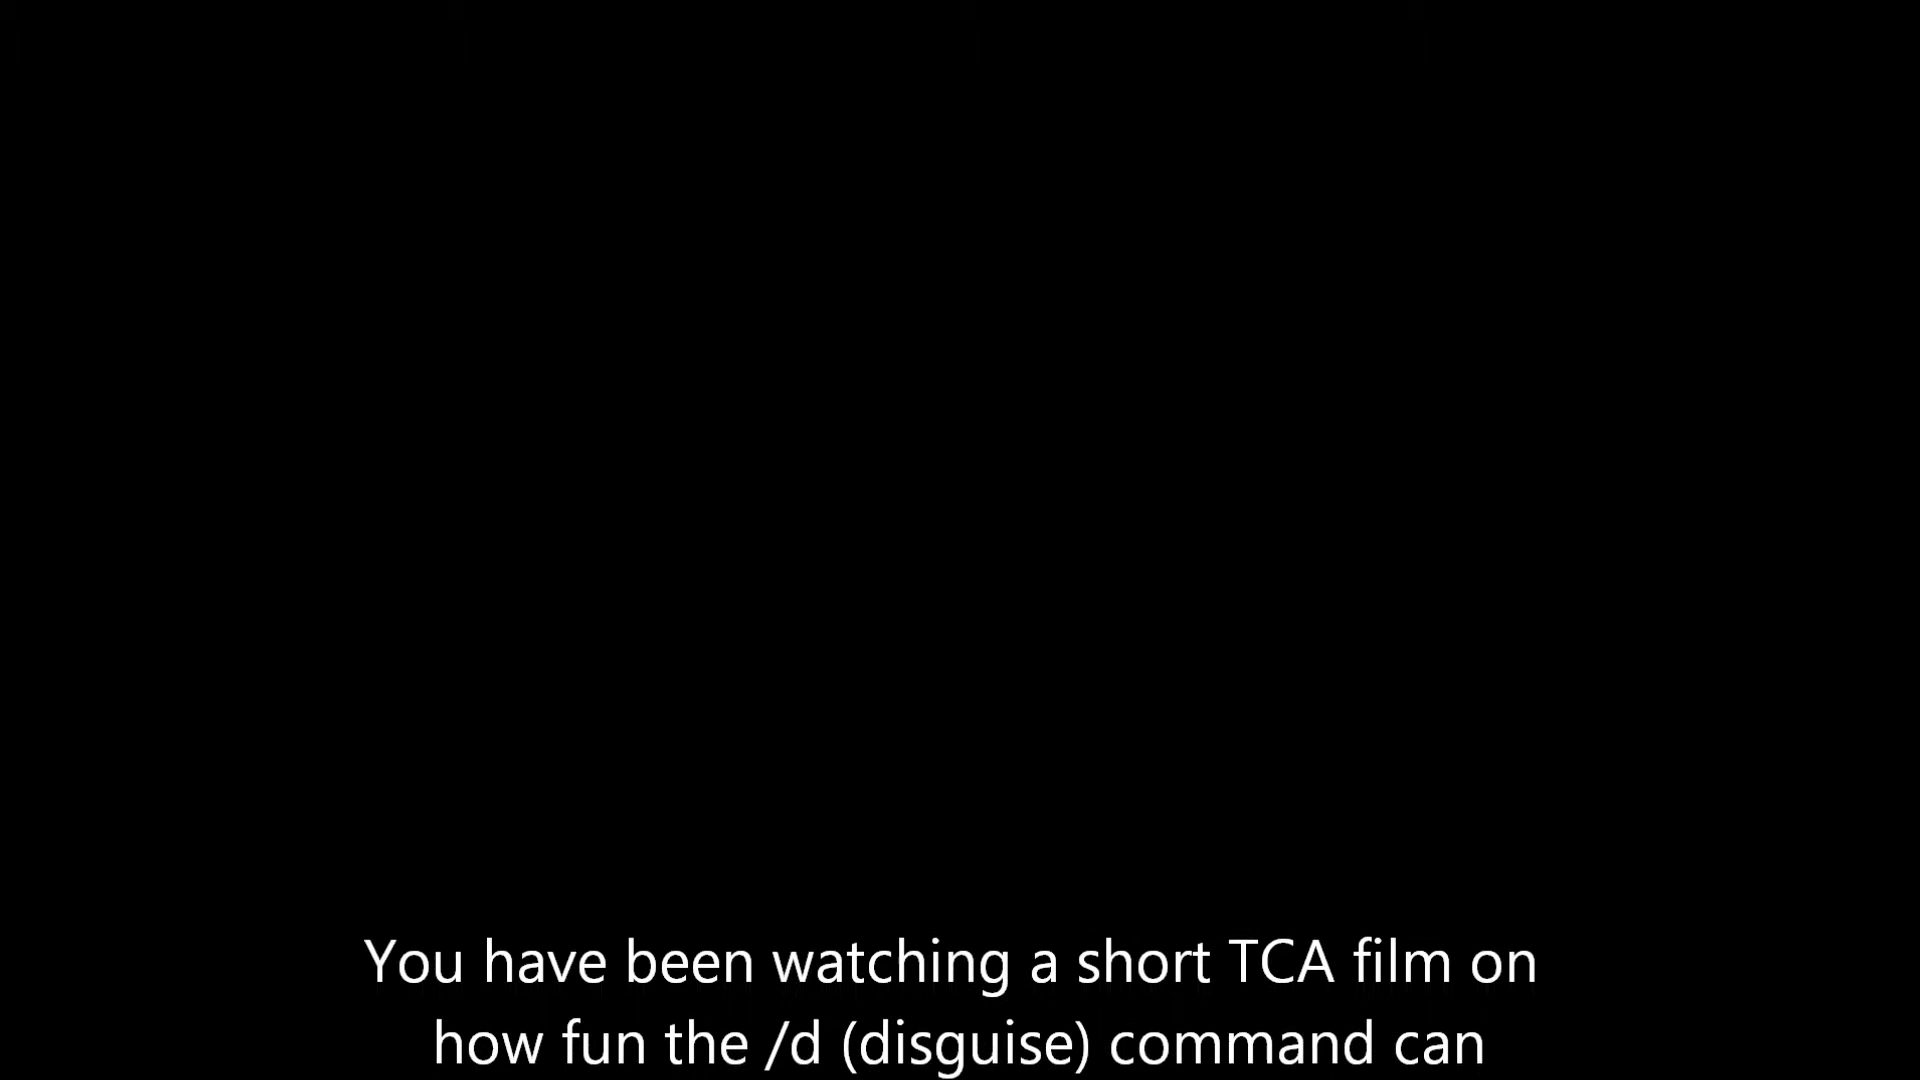 You have been watching a short TCA film on
how fun the /d (disguise) command can